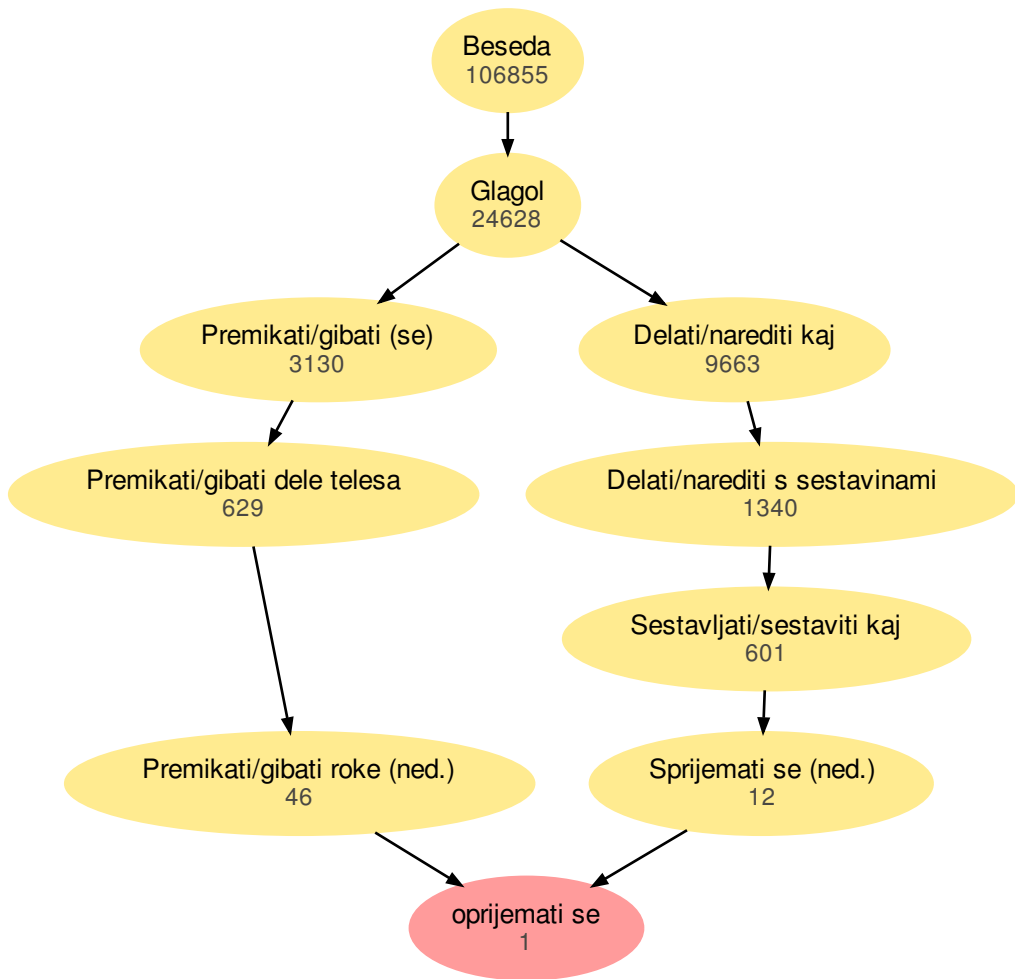 Beseda
106855
Glagol
24628
Premikati/gibati (se)
3130
Delati/narediti kaj
9663
Premikati/gibati dele telesa
629
Delati/narediti s sestavinami
1340
Sestavljati/sestaviti kaj
601
Premikati/gibati roke (ned.)
46
Sprijemati se (ned.)
12
oprijemati se
1